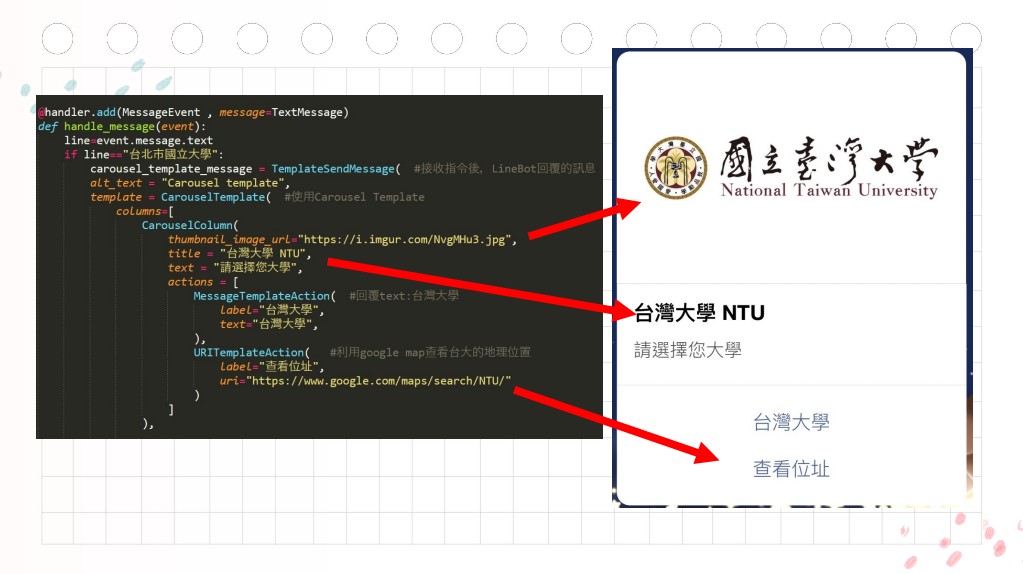 @handler.add(MessageEvent , message=TextMessage)
def handle_message(event):
line=event.message.text
if line=="台北市國立大學":
carousel_template_message = TemplateSendMessage( #接收指令後, LineBot回覆的訊息
alt_text = "Carousel template",
template = CarouselTemplate( #使用Carousel Template
columns=[
CarouselColumn(
thumbnail_image_url="https://i.imgur.com/NvgMHu3.jpg",
title = "台灣大學 NTU",
text = "請選擇您大學",
actions = [
MessageTemplateAction( #回覆text:台灣大學
label="台灣大學",
text="台灣大學",
),
URITemplateAction( #利用google map查看台大的地理位置
label="查看位址",
uri="https://www.google.com/maps/search/NTU/"
)
]
),
國立臺灣大學
National Taiwan University
台灣大學 NTU
請選擇您大學
台灣大學
查看位址